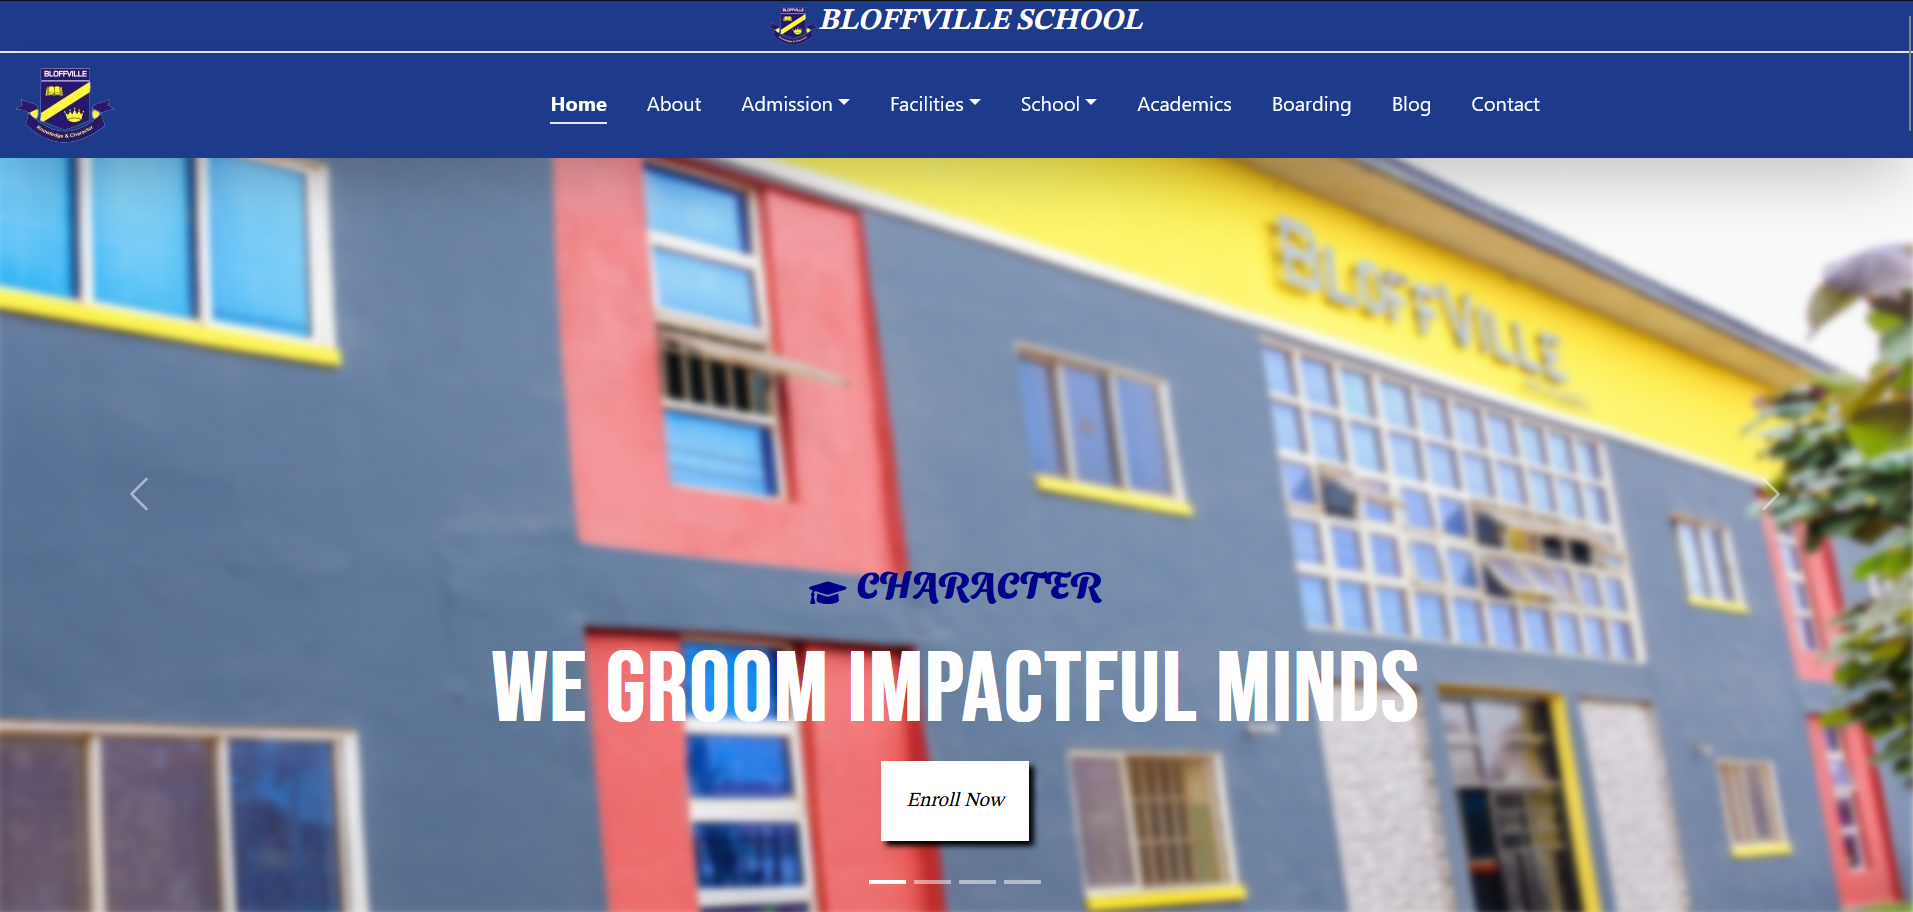 BLOFFVILLE SCHOOL
BLOFFVILLE
Knowledge & Character
Home About Admission Facilities School Academics Boarding Blog Contact
BLOFFVILLE
CHARACTER
WE GROOM IMPACTFUL MINDS
Enroll Now